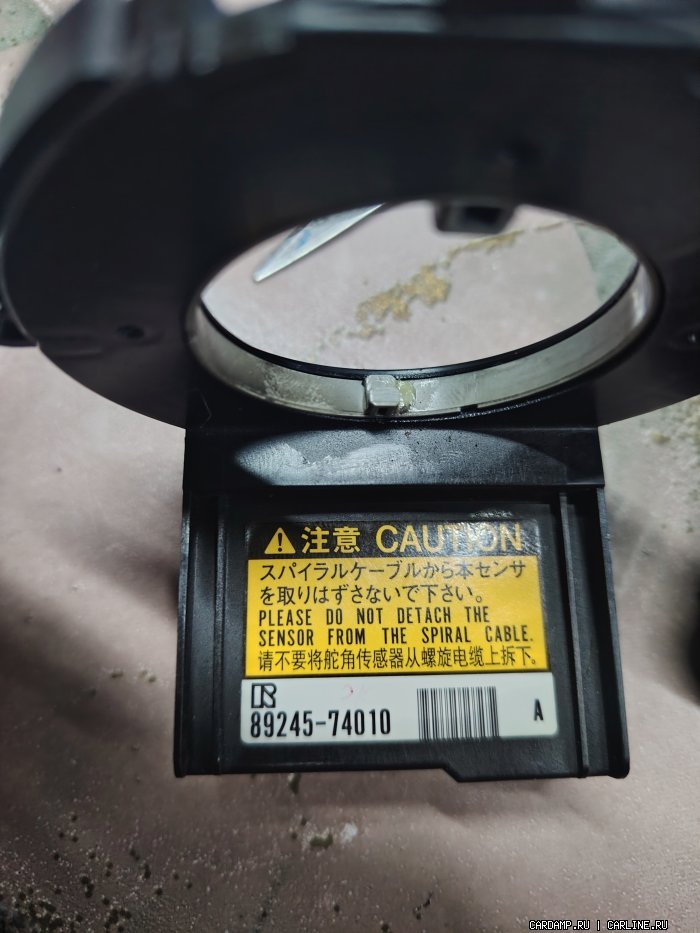 注意 CAUTION
スパイラルケーブルから本センサ
を取りはずさないで下さい。
PLEASE DO NOT DETACH THE
SENSOR FROM THE SPIRAL CABLE.
请不要将舵角传感器从螺旋电缆上拆下。
89245-74010 A
CARDAMP.RU | CARLINE.RU